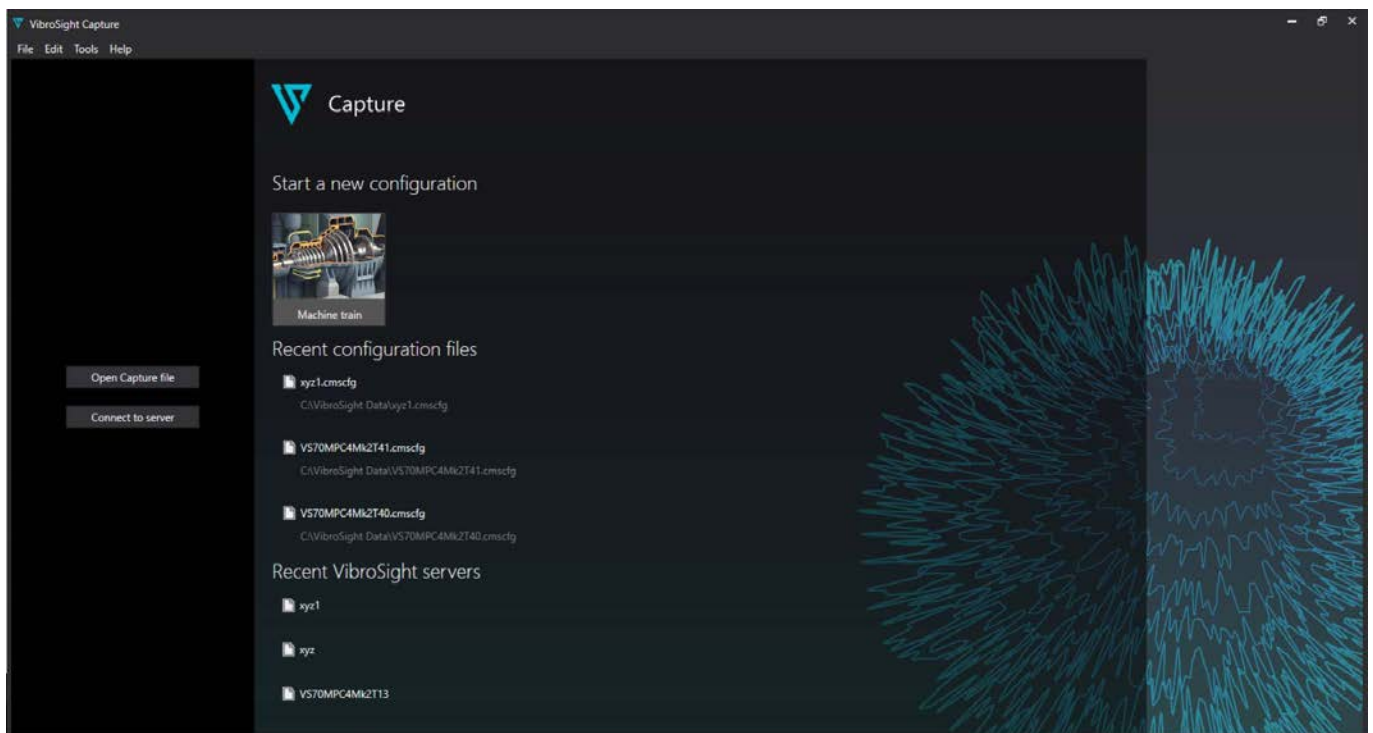 VibroSight Capture
File Edit Tools Help
Capture
Start a new configuration
Machine train
Recent configuration files
Open Capture file
xyz1.cmscfg
C:\VibroSight Data\xyz1.cmscfg
Connect to server
VS70MPC4Mk2T41.cmscfg
C:\VibroSight Data\VS70MPC4Mk2T41.cmscfg
VS70MPC4Mk2T40.cmscfg
C:\VibroSight Data\VS70MPC4Mk2T40.cmscfg
Recent VibroSight servers
xyz1
xyz
VS70MPC4Mk2T13